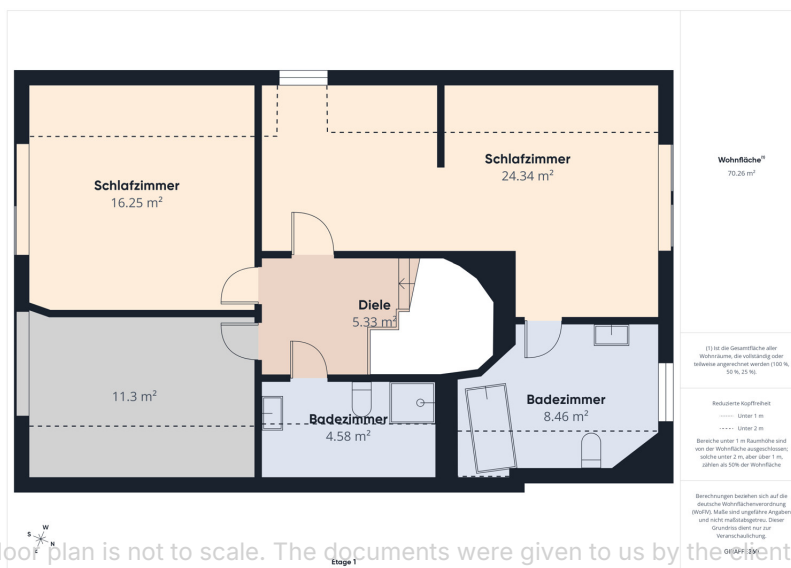 Schlafzimmer
16.25 m²
Schlafzimmer
24.34 m²
Diele
5.33 m²
11.3 m²
Badezimmer
4.58 m²
Badezimmer
8.46 m²
Wohnfläche⁽¹⁾
70.26 m²
(1) Ist die Gesamtfläche aller
Wohnräume, die vollständig oder
teilweise angerechnet werden (100 %,
50 %, 25 %)
Reduzierte Kopffreiheit
Unter 1 m
Unter 2 m
Bereiche unter 1 m Raumhöhe sind
von der Wohnfläche ausgeschlossen;
solche unter 2 m, aber über 1 m,
zählen als 50% der Wohnfläche
Berechnungen beziehen sich auf die
deutsche Wohnflächenverordnung
(WoFlV). Maße sind ungefähre Angaben
und nicht maßstabsgetreu. Dieser
Grundriss dient nur zur
Veranschaulichung.
S W N
Etage 1
loor plan is not to scale. The documents were given to us by the client